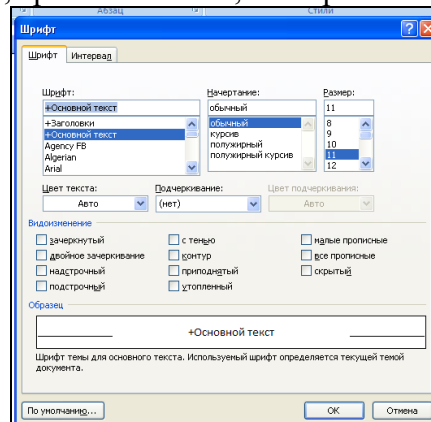 Абзац Стили
Шрифт
Шрифт Интервал
Шрифт: Начертание: Размер:
+Основной текст обычный 11
+Заголовки обычный 8
+Основной текст курсив 9
Agency FB полужирный 10
Algerian полужирный курсив 11
Arial 12
Цвет текста: Подчеркивание: Цвет подчеркивания:
Авто (нет) Авто
Видоизменение
зачеркнутый с тенью малые прописные
двойное зачеркивание контур все прописные
надстрочный приподнятый скрытый
подстрочный утопленный
Образец
+Основной текст
Шрифт темы для основного текста. Используемый шрифт определяется текущей темой
документа.
По умолчанию... ОК Отмена